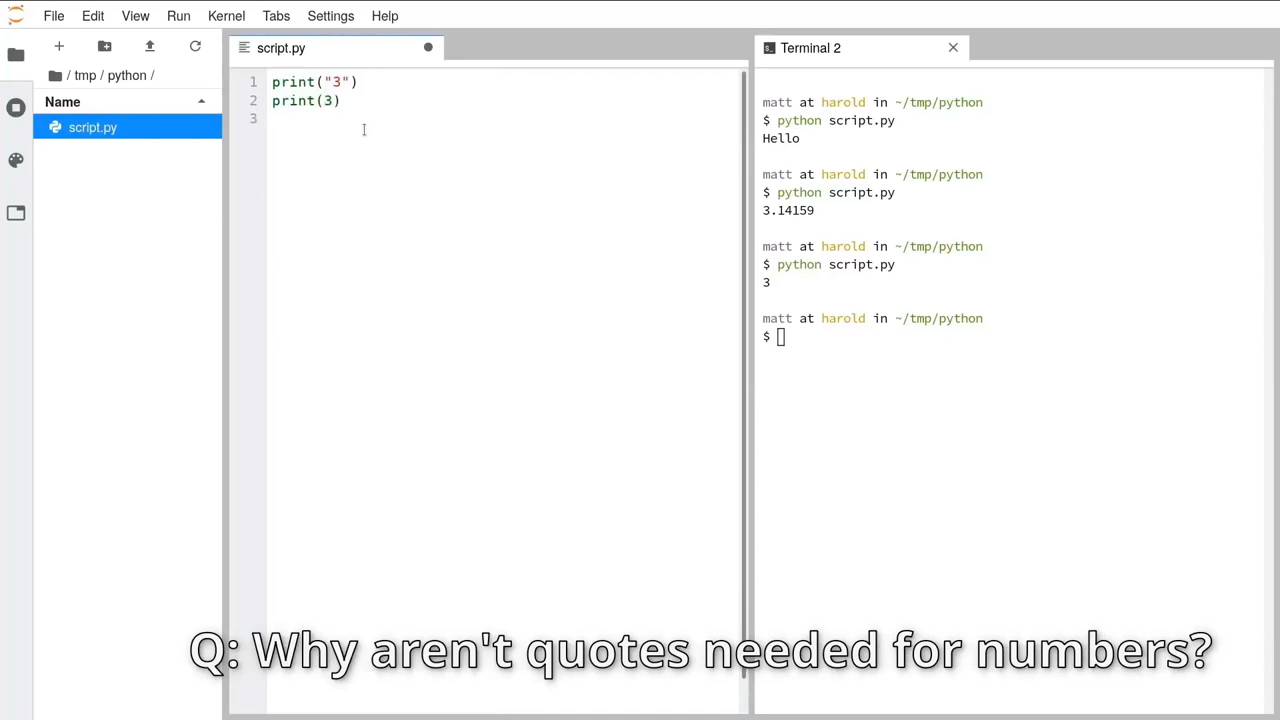 File Edit View Run Kernel Tabs Settings Help
script.py
Terminal 2
/ tmp / python /
Name
script.py
1 print("3")
2 print(3)
3
matt at harold in ~/tmp/python
$ python script.py
Hello
matt at harold in ~/tmp/python
$ python script.py
3.14159
matt at harold in ~/tmp/python
$ python script.py
3
matt at harold in ~/tmp/python
$
Q: Why aren't quotes needed for numbers?